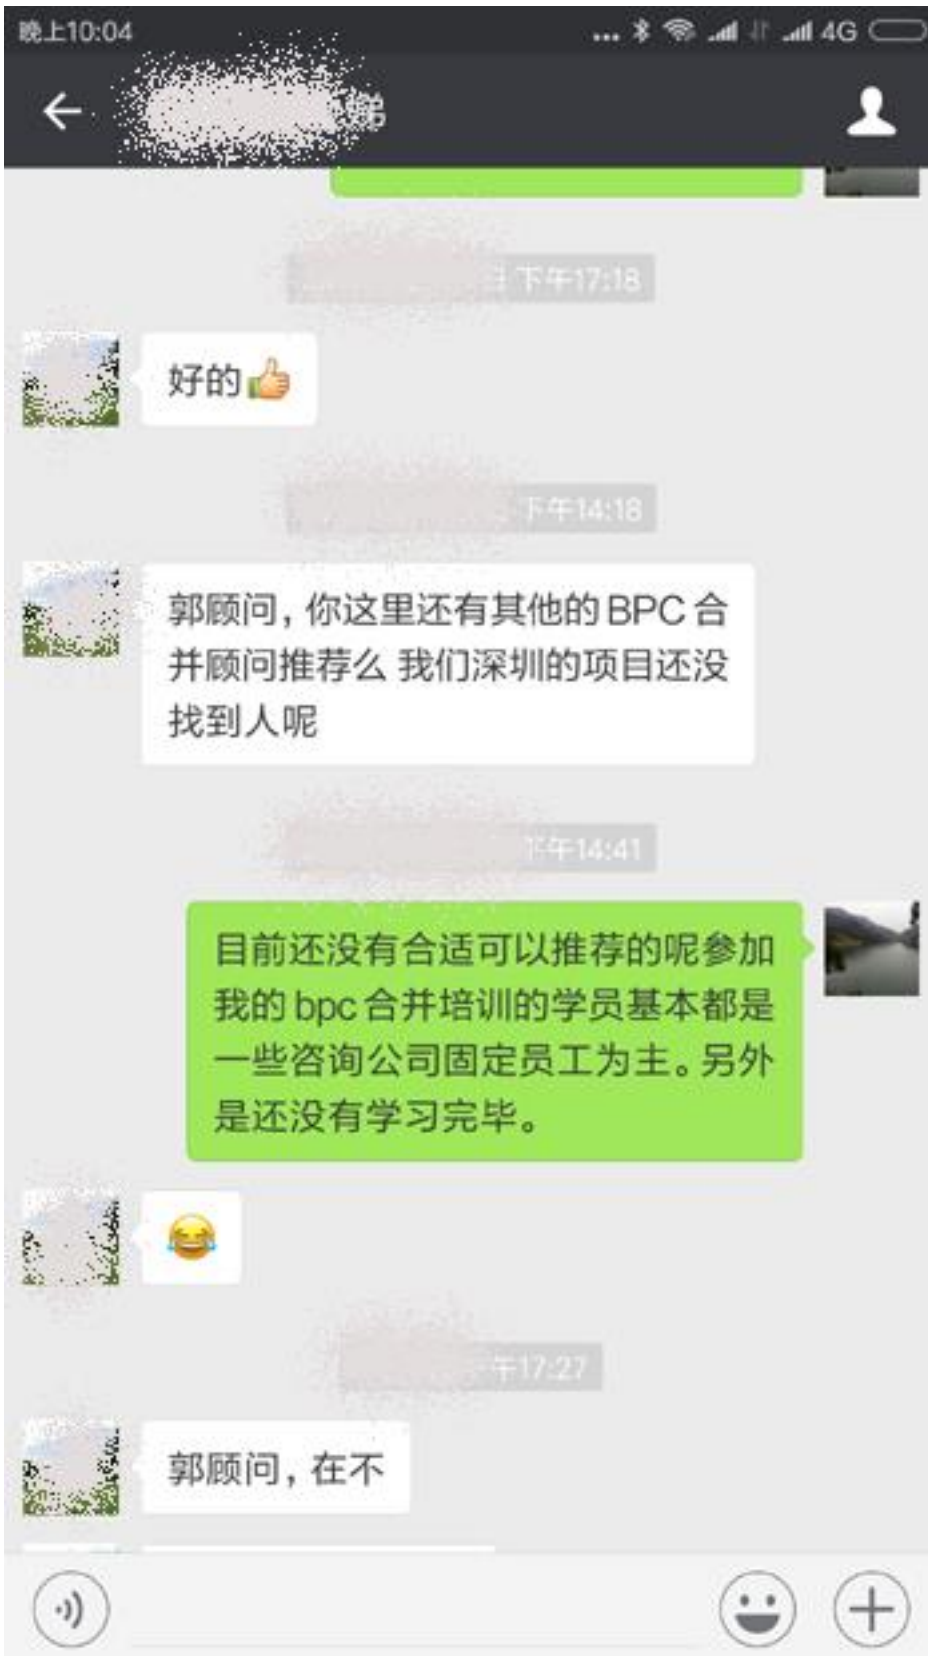 晚上10:04
4G
娣
下午17:18
好的👍
下午14:18
郭顾问，你这里还有其他的BPC合
并顾问推荐么 我们深圳的项目还没
找到人呢
下午14:41
目前还没有合适可以推荐的呢参加
我的bpc合并培训的学员基本都是
一些咨询公司固定员工为主。另外
是还没有学习完毕。
😂
午17:27
郭顾问，在不